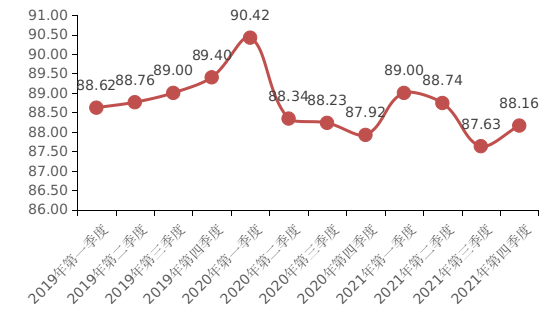 91.00
90.50
90.00
89.50
89.00
88.50
88.00
87.50
87.00
86.50
86.00
88.62
88.76
89.00
89.40
90.42
88.34
88.23
87.92
89.00
88.74
87.63
88.16
2019年第一季度
2019年第二季度
2019年第三季度
2019年第四季度
2020年第一季度
2020年第二季度
2020年第三季度
2020年第四季度
2021年第一季度
2021年第二季度
2021年第三季度
2021年第四季度